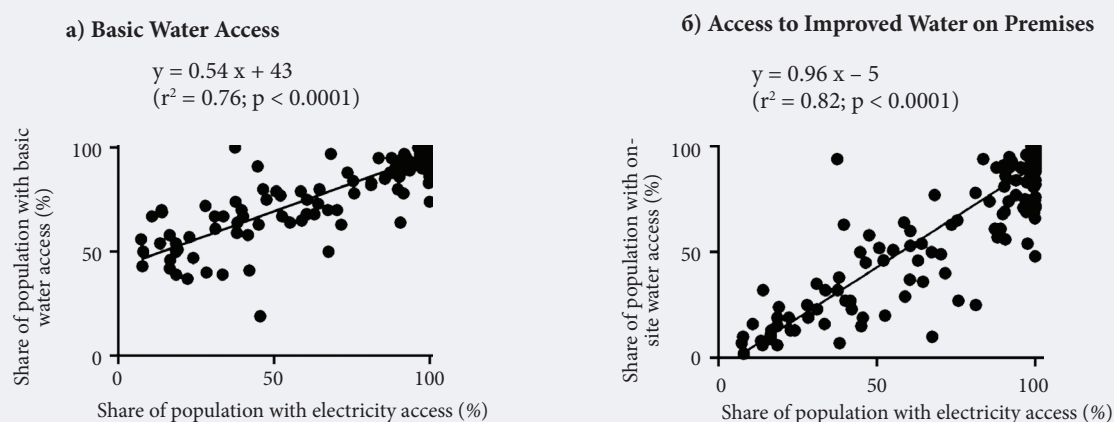 а) Basic Water Access
y = 0.54 x + 43
(r² = 0.76; p < 0.0001)
Share of population with basic
water access (%)
100
50
0
0
50
100
Share of population with electricity access (%)
б) Access to Improved Water on Premises
y = 0.96 x – 5
(r² = 0.82; p < 0.0001)
Share of population with on-
site water access (%)
100
50
0
0
50
100
Share of population with electricity access (%)